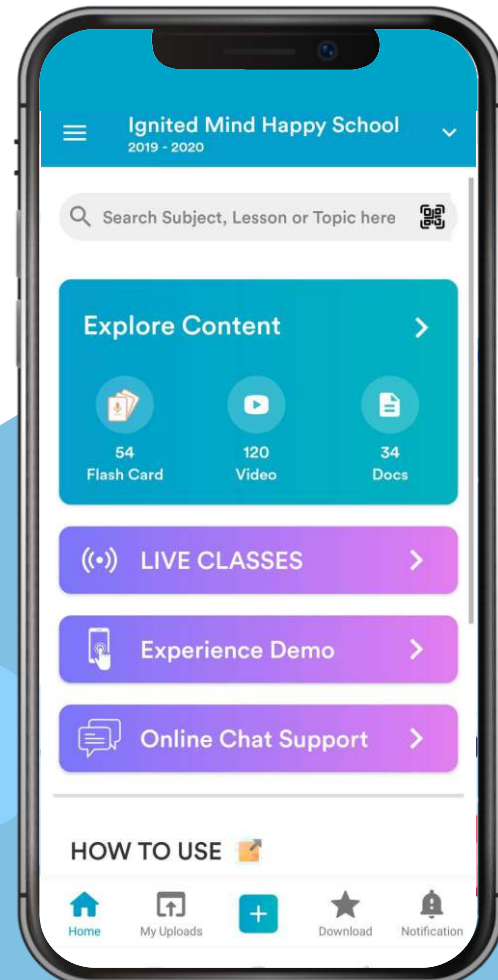 Ignited Mind Happy School
2019 - 2020
Search Subject, Lesson or Topic here
Explore Content
54
Flash Card
120
Video
34
Docs
LIVE CLASSES
Experience Demo
Online Chat Support
HOW TO USE
Home
My Uploads
Download
Notification